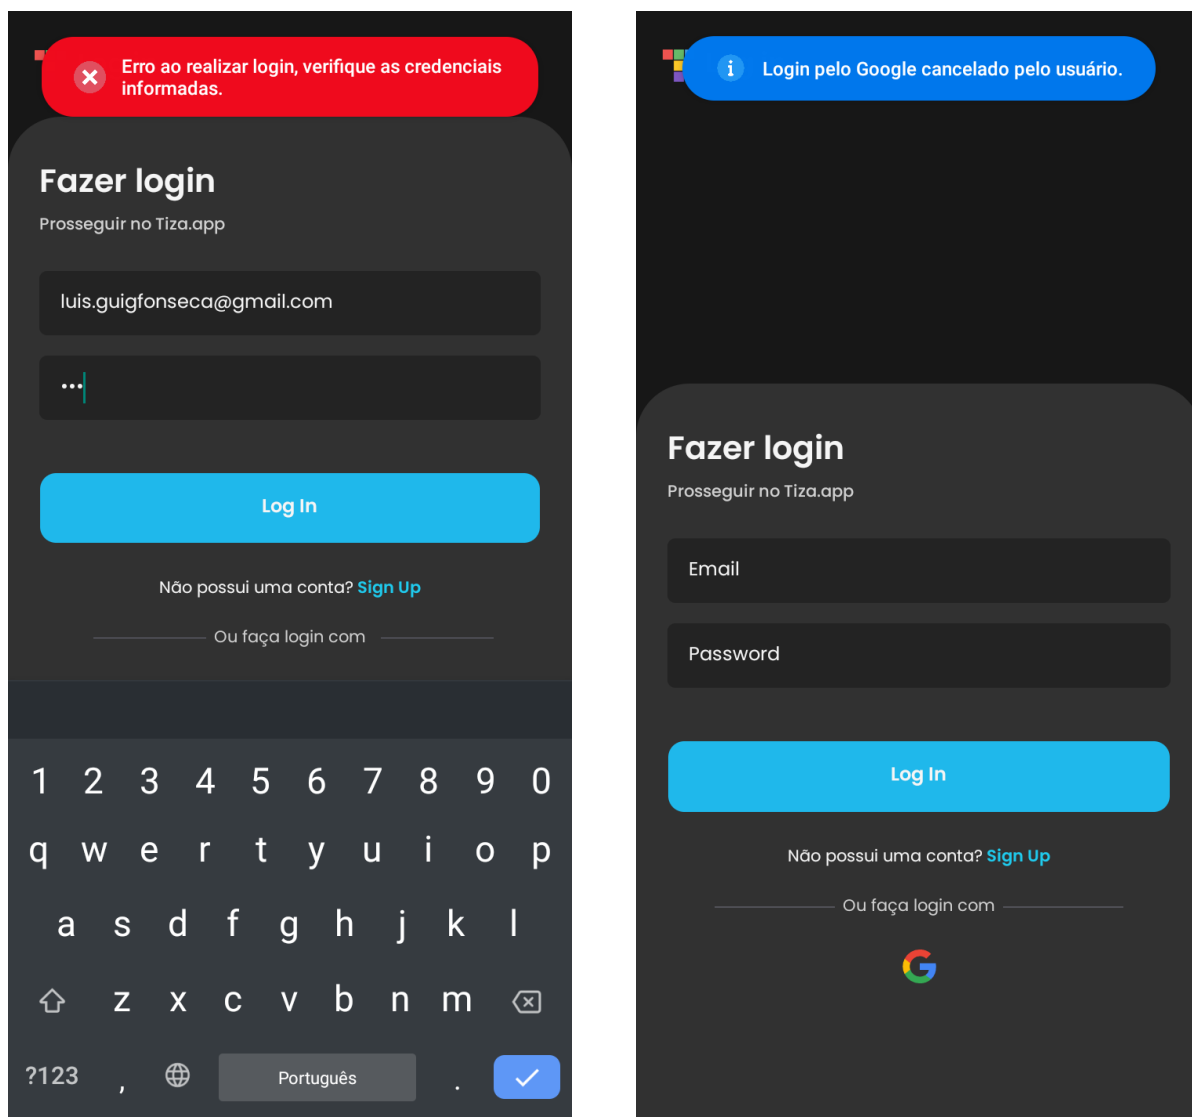 Erro ao realizar login, verifique as credenciais
informadas.
Fazer login
Prosseguir no Tiza.app
luis.guigfonseca@gmail.com
•••
Log In
Não possui uma conta? Sign Up
Ou faça login com
1 2 3 4 5 6 7 8 9 0
q w e r t y u i o p
a s d f g h j k l
z x c v b n m
?123 , Português .
Login pelo Google cancelado pelo usuário.
Fazer login
Prosseguir no Tiza.app
Email
Password
Log In
Não possui uma conta? Sign Up
Ou faça login com
G